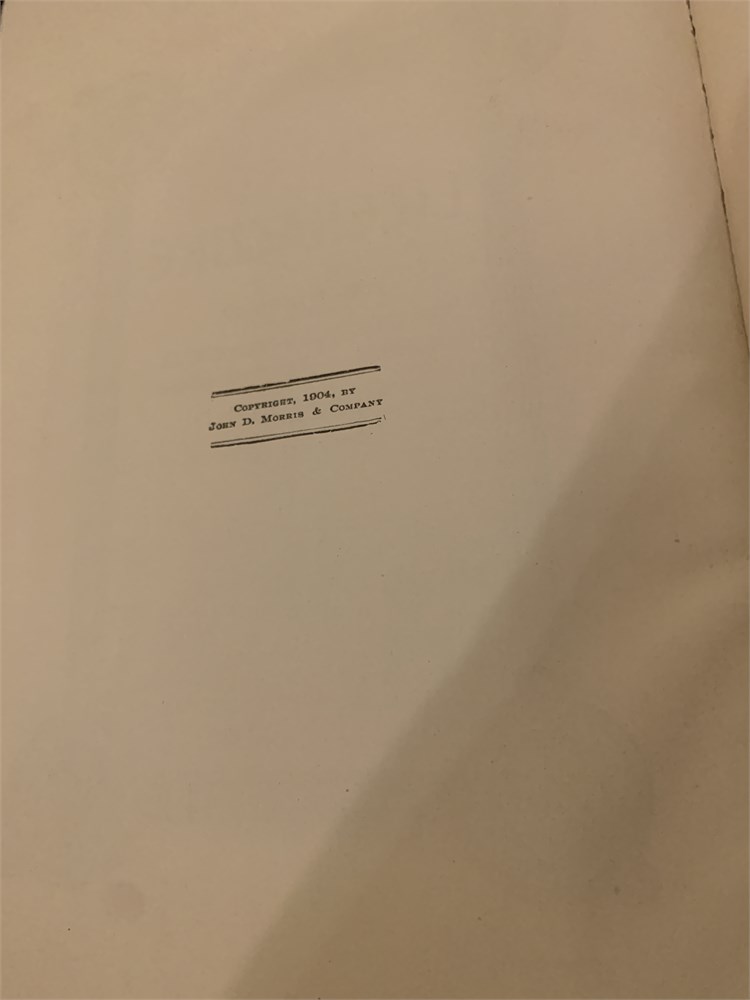 Copyright, 1904, by
John D. Morris & Company